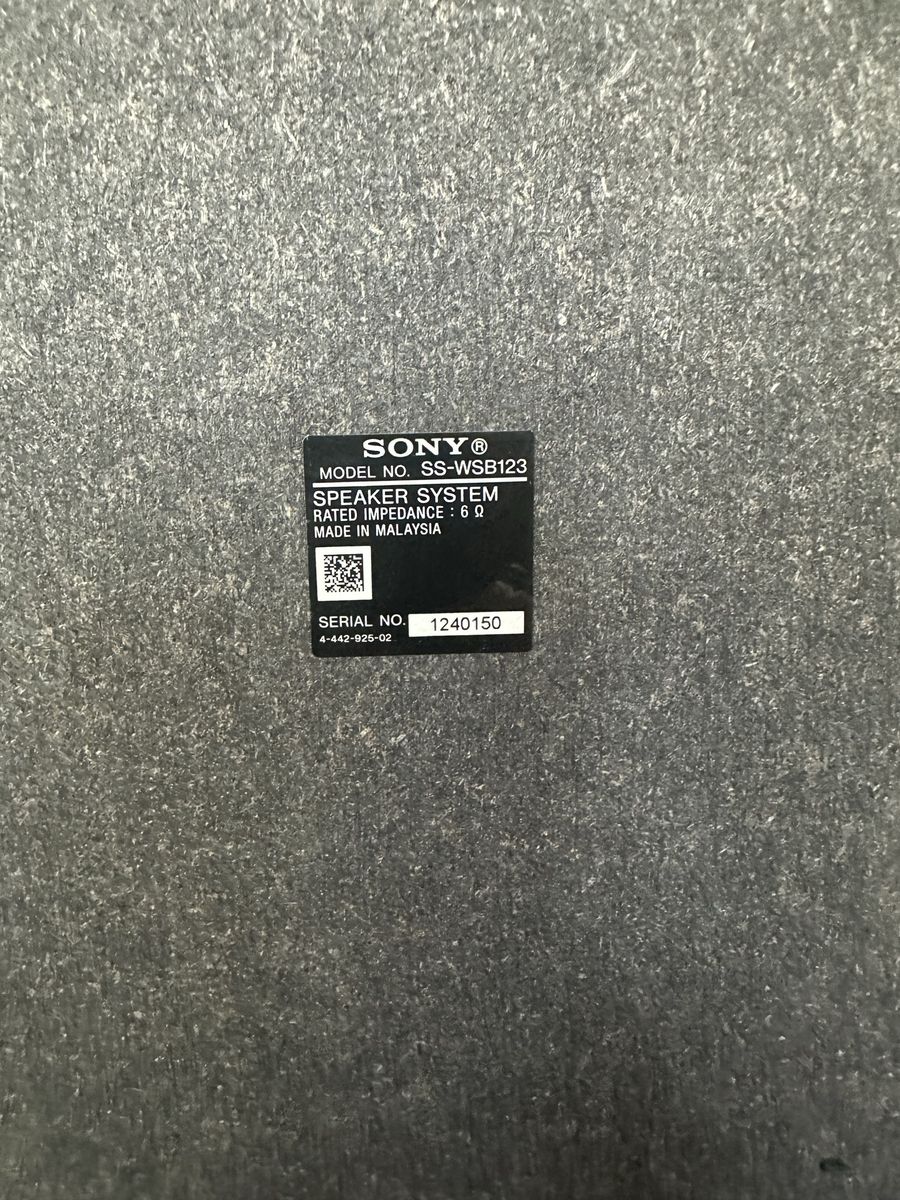 SONY®
MODEL NO. SS-WSB123
SPEAKER SYSTEM
RATED IMPEDANCE : 6 Ω
MADE IN MALAYSIA
SERIAL NO. 1240150
4-442-925-02